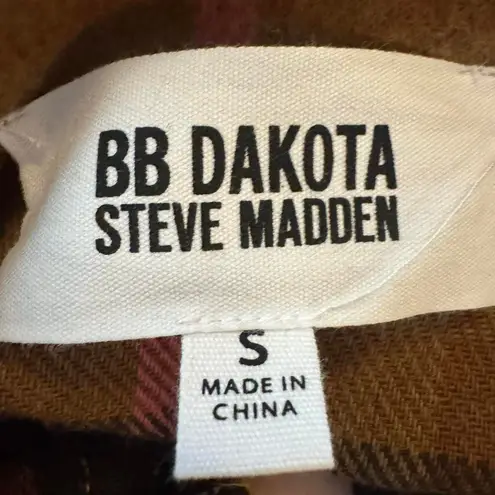 BB DAKOTA
STEVE MADDEN
S
MADE IN
CHINA